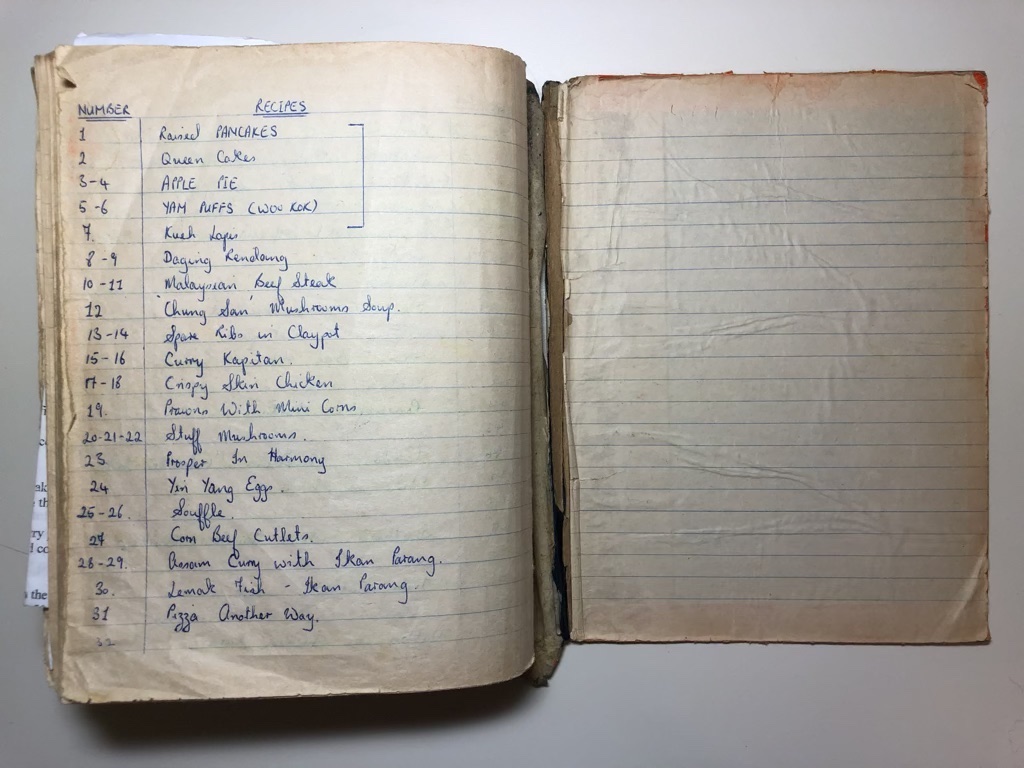 NUMBER RECIPES
1 Raised PANCAKES
2 Queen Cakes
3-4 APPLE PIE
5-6 YAM PUFFS (WOO KOK)
7. Kueh Lapis
8-9 Daging Rendang
10-11 Malaysian Beef Steak
12 'Chung San' Mushrooms Soup.
13-14 Spare Ribs in Claypot
15-16 Curry Kapitan.
17-18 Crispy Skin Chicken
19. Prawns With Mini Corns.
20-21-22 Stuff Mushrooms.
23 Prosper In Harmony
24 Yin Yang Eggs.
25-26. Souffle.
27 Corn Beef Cutlets.
28-29. Assam Curry with Ikan Parang.
30. Lemak Fish - Ikan Parang.
31 Pizza Another Way.
32